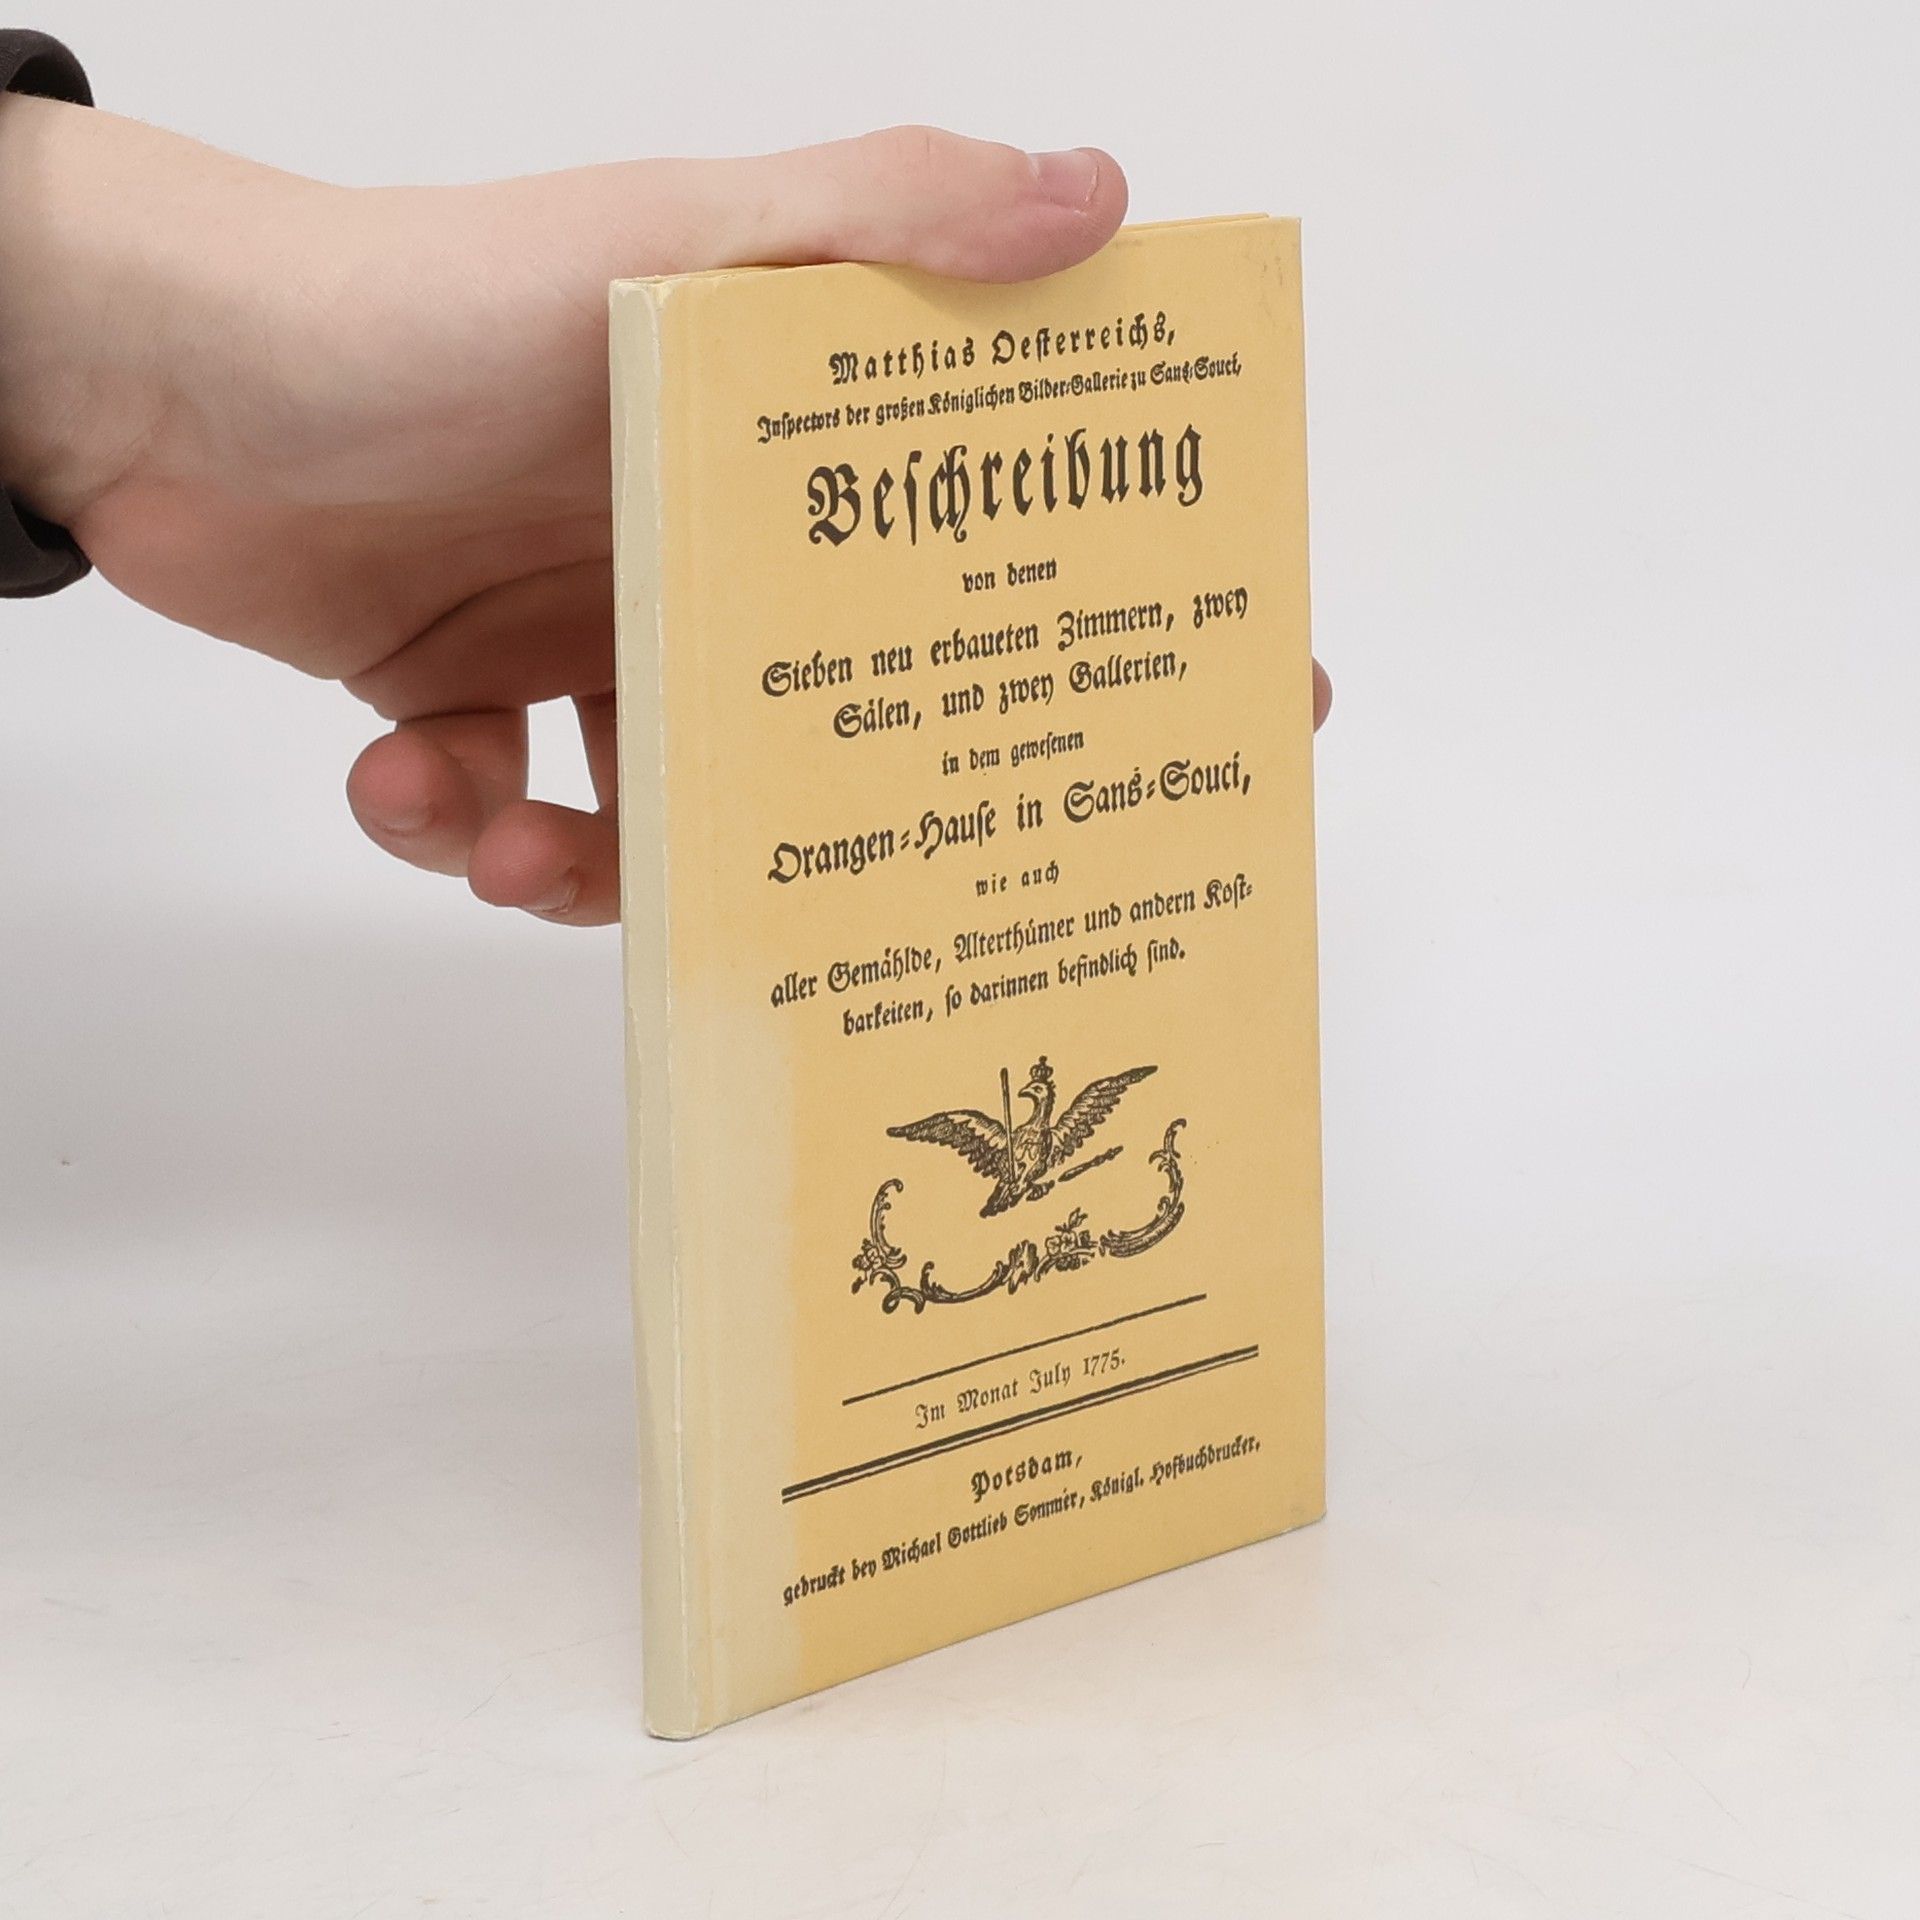 Matthias Oeſterreichs,
Inſpectors der großen Königlichen Bilder-Gallerie zu Sans-Souci,
Beſchreibung
von denen
Sieben neu erbaueten Zimmern, zwey
Sälen, und zwey Gallerien,
in dem geweſenen
Orangen-Hauſe in Sans-Souci,
wie auch
aller Gemählde, Alterthümer und andern Koſt-
barkeiten, ſo darinnen befindlich ſind.
Im Monat July 1775.
Potsdam,
gedruckt bey Michael Gottlieb Sommer, Königl. Hofbuchdrucker.